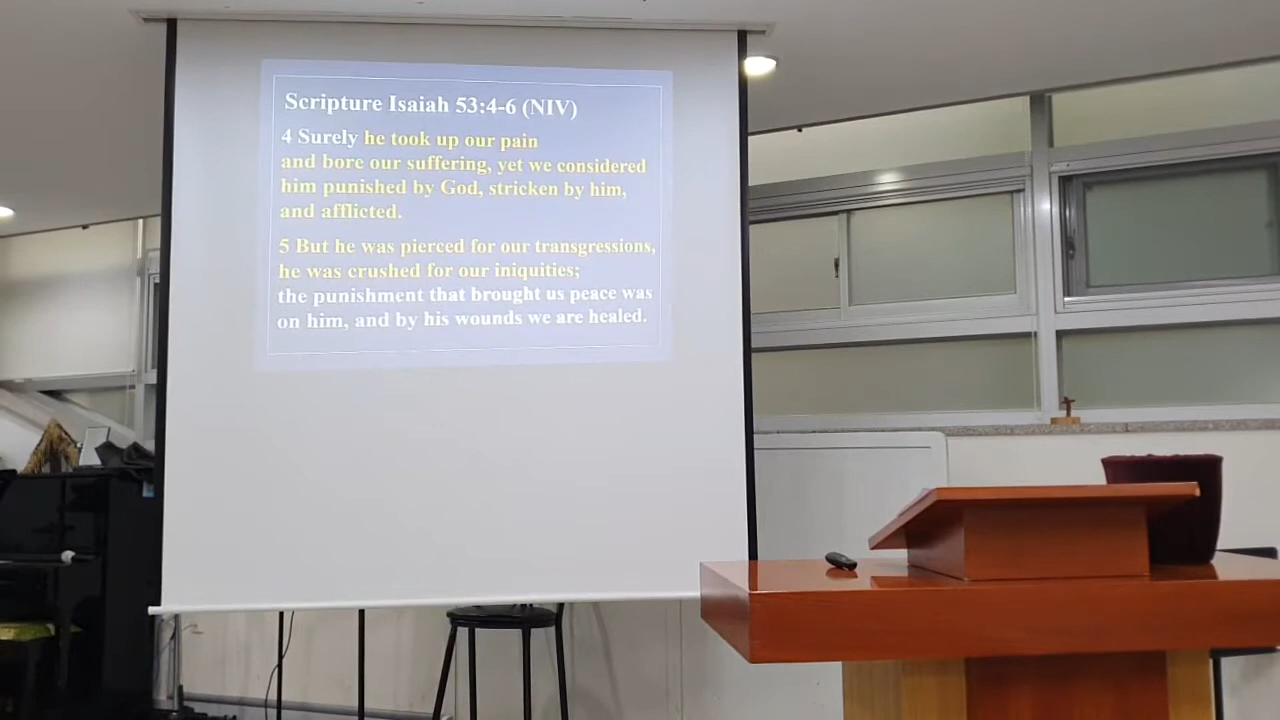 Scripture Isaiah 53:4-6 (NIV)
4 Surely he took up our pain
and bore our suffering, yet we considered
him punished by God, stricken by him,
and afflicted.
5 But he was pierced for our transgressions,
he was crushed for our iniquities;
the punishment that brought us peace was
on him, and by his wounds we are healed.